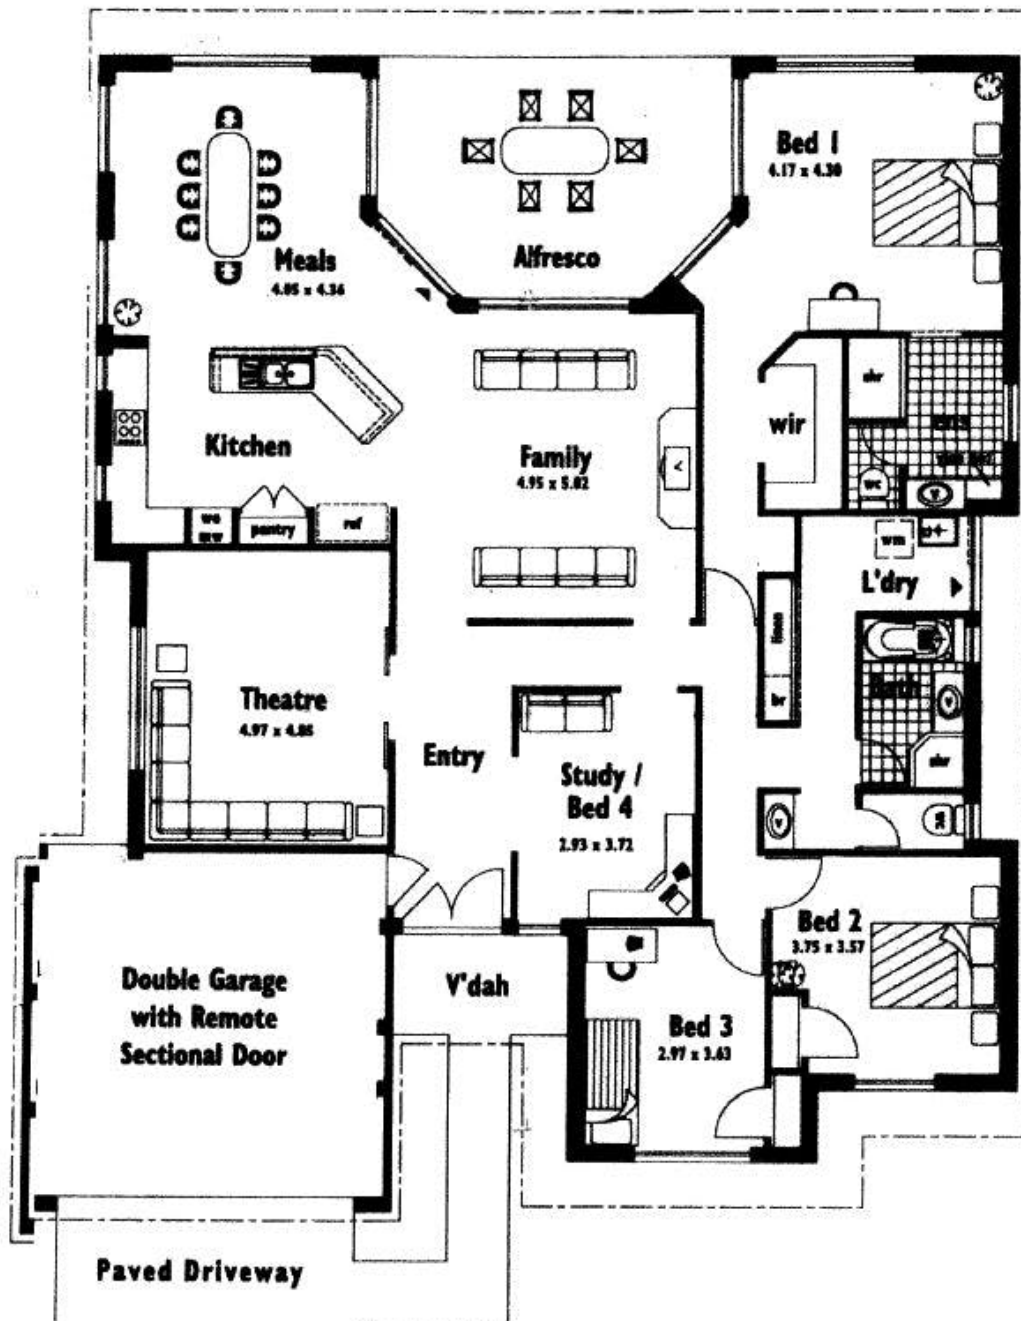 Bed 1
4.17 x 4.30
Meals
4.05 x 4.36
Alfresco
shr
wir
Kitchen
Family
4.95 x 5.02
wc
v
pantry
ref
wm
L'dry
linen
br
Theatre
4.97 x 4.05
Bath
v
Entry
Study /
Bed 4
2.93 x 3.72
shr
v
wc
Bed 2
3.75 x 3.57
Double Garage
with Remote
Sectional Door
V'dah
Bed 3
2.97 x 3.63
Paved Driveway